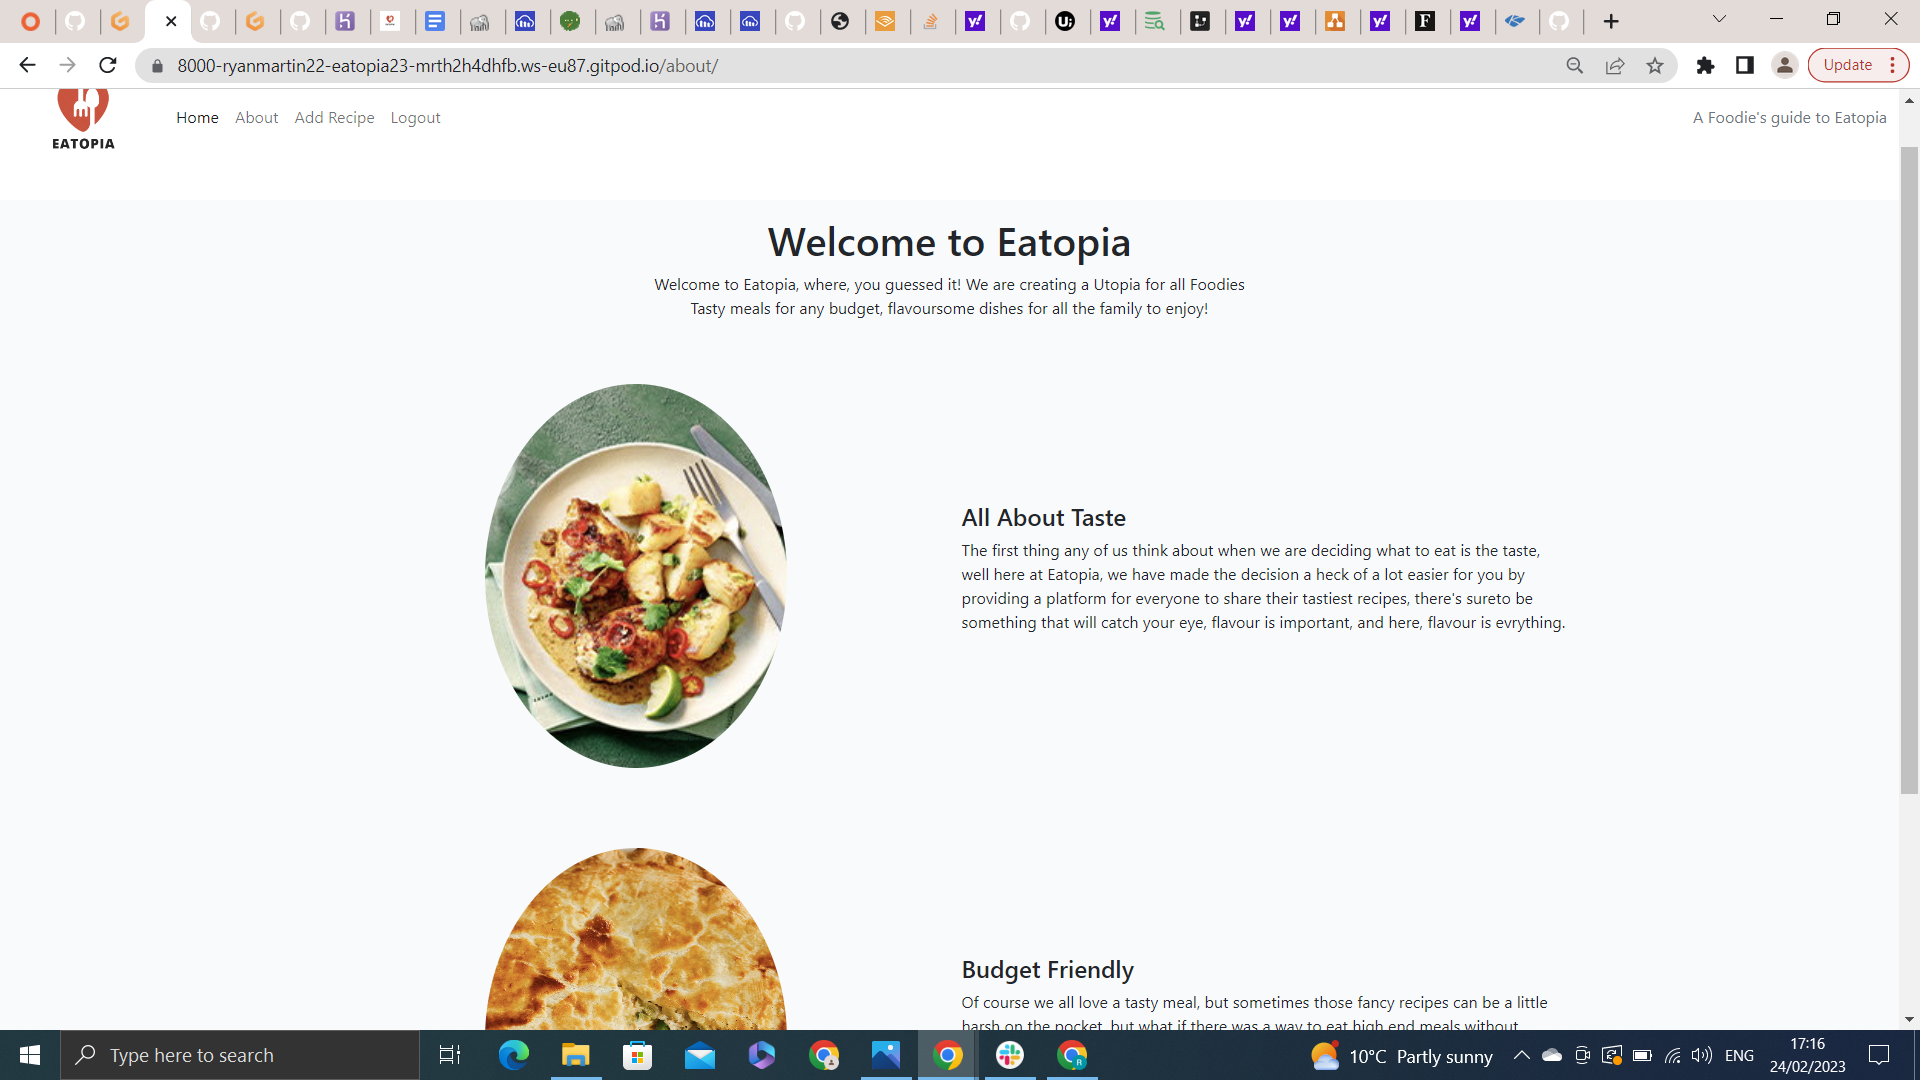 8000-ryanmartin22-eatopia23-mrth2h4dhfb.ws-eu87.gitpod.io/about/
Update
EATOPIA
Home
About
Add Recipe
Logout
A Foodie's guide to Eatopia
Welcome to Eatopia
Welcome to Eatopia, where, you guessed it! We are creating a Utopia for all Foodies
Tasty meals for any budget, flavoursome dishes for all the family to enjoy!
All About Taste
The first thing any of us think about when we are deciding what to eat is the taste,
well here at Eatopia, we have made the decision a heck of a lot easier for you by
providing a platform for everyone to share their tastiest recipes, there's sureto be
something that will catch your eye, flavour is important, and here, flavour is evrything.
Budget Friendly
Of course we all love a tasty meal, but sometimes those fancy recipes can be a little
harsh on the pocket, but what if there was a way to eat high end meals without
Type here to search
10°C Partly sunny
ENG
17:16
24/02/2023